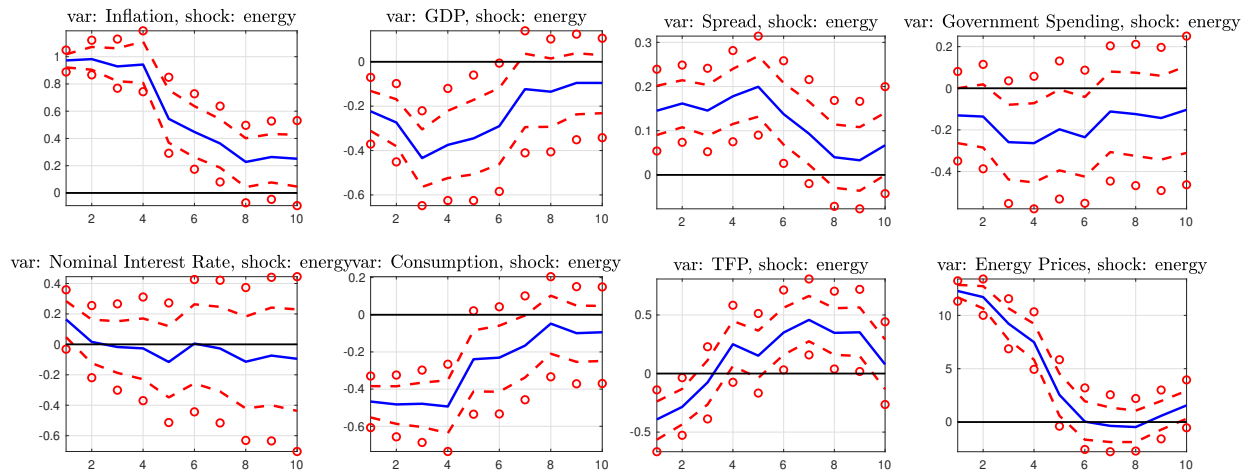 var: Inflation, shock: energy
1
0.8
0.6
0.4
0.2
0
2 4 6 8 10
var: GDP, shock: energy
0
-0.2
-0.4
-0.6
2 4 6 8 10
var: Spread, shock: energy
0.3
0.2
0.1
0
2 4 6 8 10
var: Government Spending, shock: energy
0.2
0
-0.2
-0.4
2 4 6 8 10
var: Nominal Interest Rate, shock: energy
0.4
0.2
0
-0.2
-0.4
-0.6
2 4 6 8 10
var: Consumption, shock: energy
0.2
0
-0.2
-0.4
-0.6
2 4 6 8 10
var: TFP, shock: energy
0.5
0
-0.5
2 4 6 8 10
var: Energy Prices, shock: energy
10
5
0
2 4 6 8 10